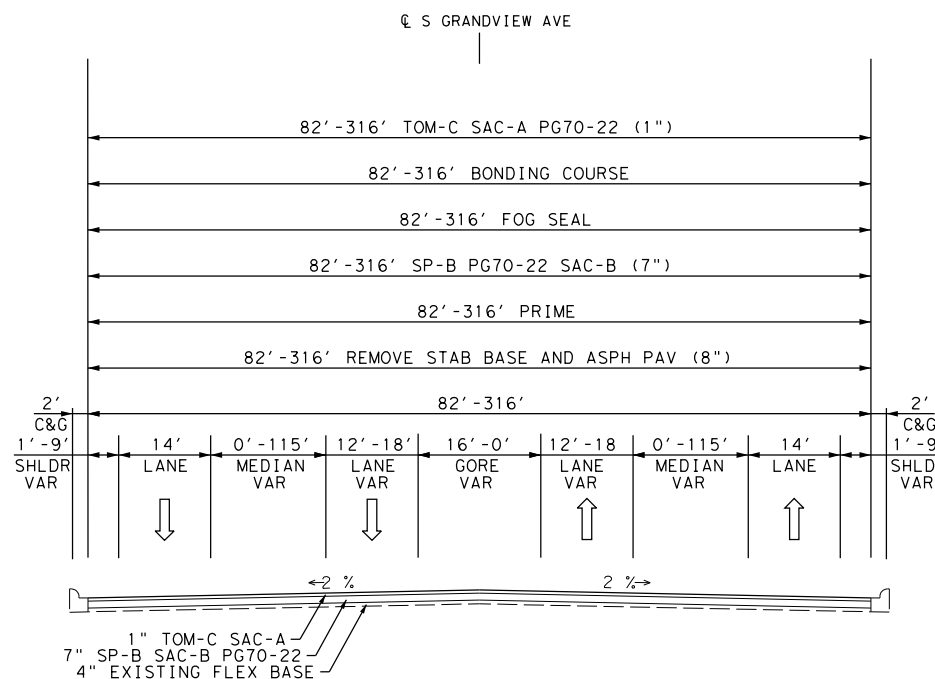 ℄ S GRANDVIEW AVE
82'-316' TOM-C SAC-A PG70-22 (1")
82'-316' BONDING COURSE
82'-316' FOG SEAL
82'-316' SP-B PG70-22 SAC-B (7")
82'-316' PRIME
82'-316' REMOVE STAB BASE AND ASPH PAV (8")
2' 82'-316' 2'
C&G C&G
1'-9' 14' 0'-115' 12'-18' 16'-0' 12'-18 0'-115' 14' 1'-9
SHLDR LANE MEDIAN LANE GORE LANE MEDIAN LANE SHLD
VAR VAR VAR VAR VAR VAR VAR
2 % 2 %
1" TOM-C SAC-A
7" SP-B SAC-B PG70-22
4" EXISTING FLEX BASE